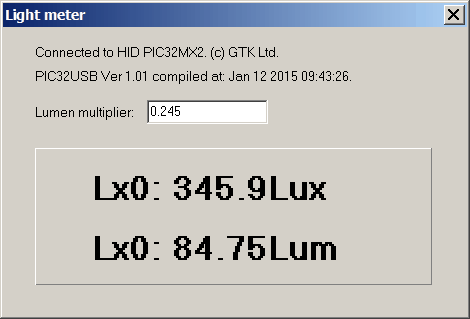 Light meter
Connected to HID PIC32MX2. (c) GTK Ltd.
PIC32USB Ver 1.01 compiled at: Jan 12 2015 09:43:26.
Lumen multiplier: 0.245
Lx0: 345.9Lux
Lx0: 84.75Lum